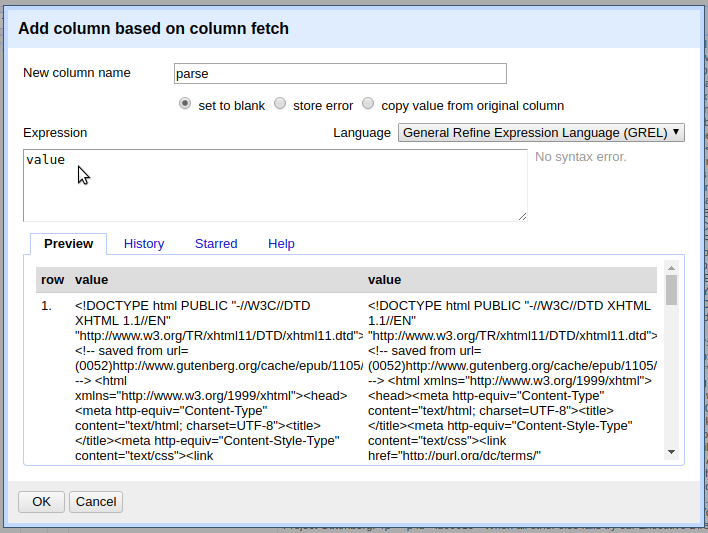 Add column based on column fetch
New column name parse
set to blank store error copy value from original column
Expression Language General Refine Expression Language (GREL)
value No syntax error.
Preview History Starred Help
row value value
1. <!DOCTYPE html PUBLIC "-//W3C//DTD <!DOCTYPE html PUBLIC "-//W3C//DTD XHTML
XHTML 1.1//EN" 1.1//EN"
"http://www.w3.org/TR/xhtml11/DTD/xhtml11.dtd"> "http://www.w3.org/TR/xhtml11/DTD/xhtml11.dtd">
<!-- saved from url= <!-- saved from url=
(0052)http://www.gutenberg.org/cache/epub/1105/ (0052)http://www.gutenberg.org/cache/epub/1105/
--> <html --> <html xmlns="http://www.w3.org/1999/xhtml">
xmlns="http://www.w3.org/1999/xhtml"><head> <head><meta http-equiv="Content-Type"
<meta http-equiv="Content-Type" content="text/html; charset=UTF-8"><title>
content="text/html; charset=UTF-8"><title> </title><meta http-equiv="Content-Style-Type"
</title><meta http-equiv="Content-Style-Type" content="text/css"><link
content="text/css"><link href="http://purl.org/dc/terms/"
OK Cancel